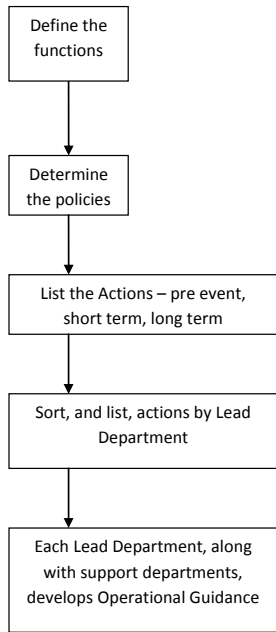 Define the
functions
Determine
the policies
List the Actions – pre event,
short term, long term
Sort, and list, actions by Lead
Department
Each Lead Department, along
with support departments,
develops Operational Guidance